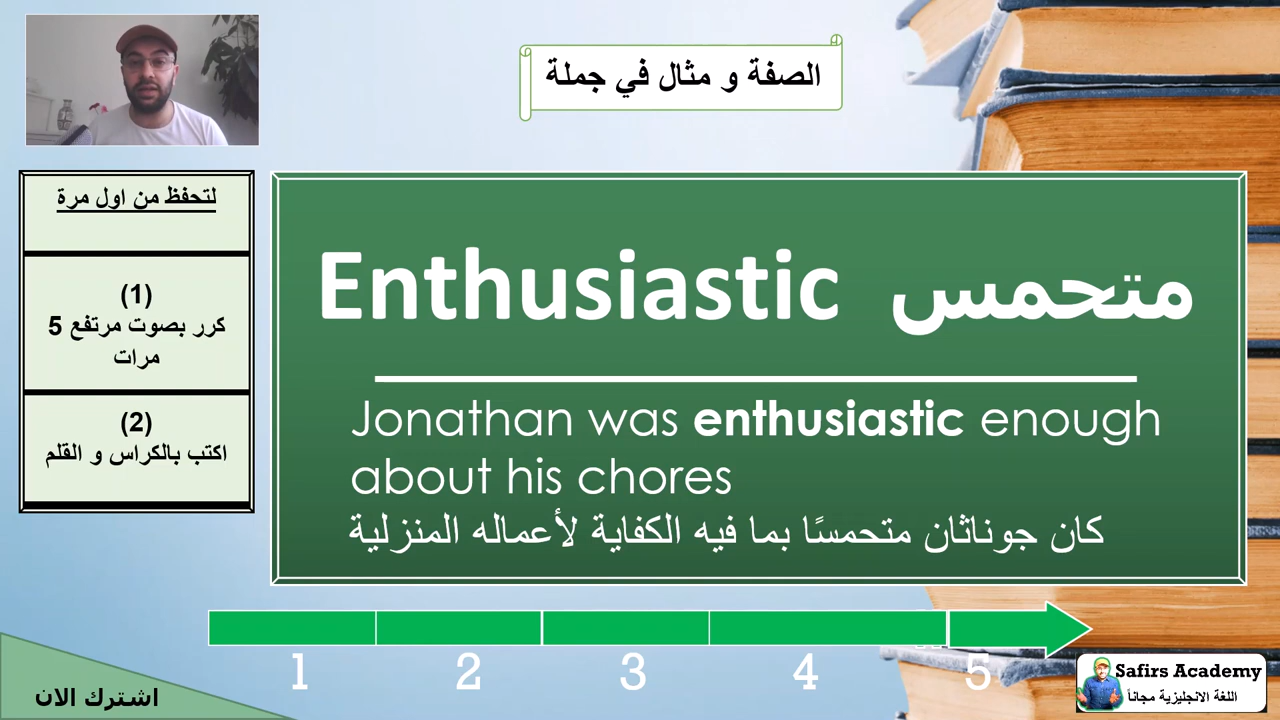 الصفة و مثال في جملة
لتحفظ من اول مرة
(1)
كرر بصوت مرتفع 5
مرات
(2)
اكتب بالكراس و القلم
Enthusiastic متحمس
Jonathan was enthusiastic enough
about his chores
كان جوناثان متحمسًا بما فيه الكفاية لأعماله المنزلية
1 2 3 4 5
اشترك الان
Safirs Academy
اللغة الانجليزية مجاناً